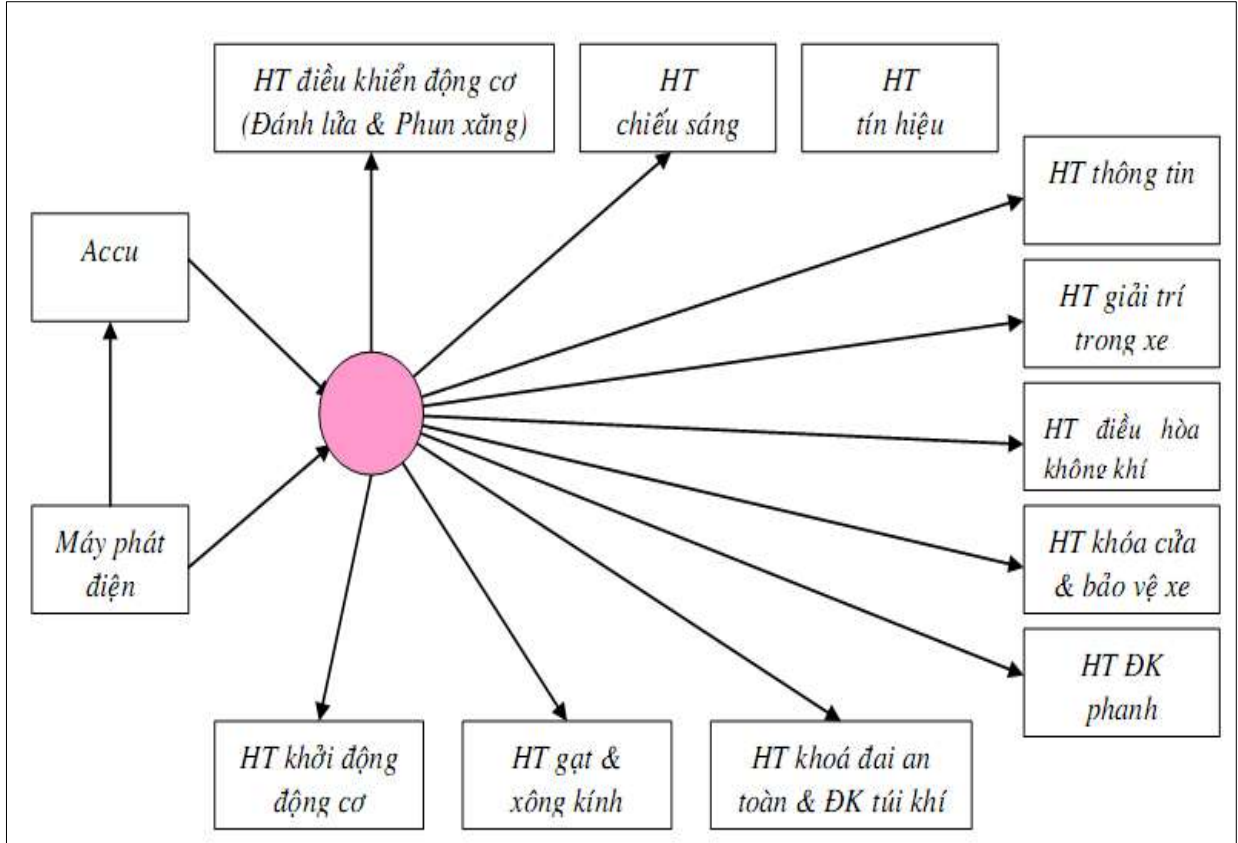 HT điều khiển động cơ
(Đánh lửa & Phun xăng)
HT
chiếu sáng
HT
tín hiệu
HT thông tin
Accu
HT giải trí
trong xe
HT điều hòa
không khí
Máy phát
điện
HT khóa cửa
& bảo vệ xe
HT ĐK
phanh
HT khởi động
động cơ
HT gạt &
xông kính
HT khoá đai an
toàn & ĐK túi khí